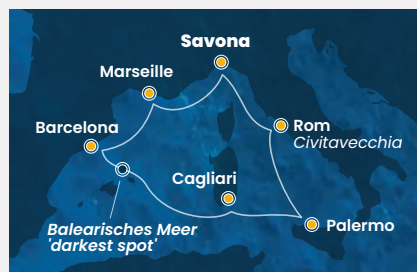 Savona
Marseille
Barcelona
Rom
Civitavecchia
Cagliari
Palermo
Balearisches Meer
'darkest spot'